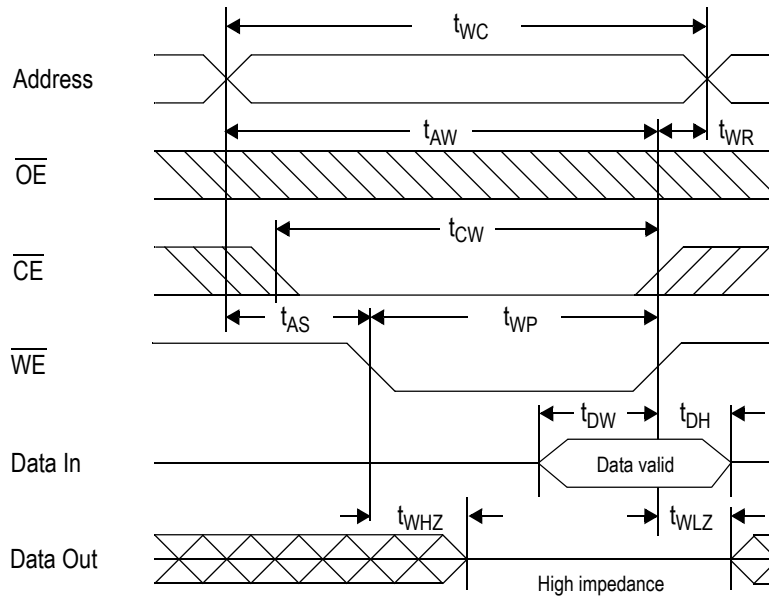 tWC
Address
tAW
tWR
OE
tCW
CE
tAS
tWP
WE
tDW
tDH
Data In
Data valid
tWHZ
tWLZ
Data Out
High impedance